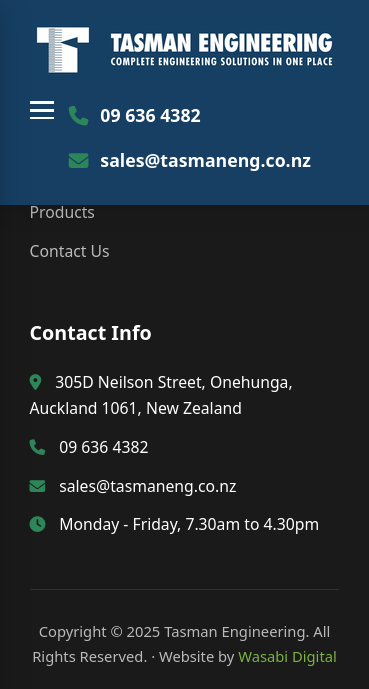 TASMAN ENGINEERING
COMPLETE ENGINEERING SOLUTIONS IN ONE PLACE
09 636 4382
sales@tasmaneng.co.nz
Products
Contact Us
Contact Info
305D Neilson Street, Onehunga,
Auckland 1061, New Zealand
09 636 4382
sales@tasmaneng.co.nz
Monday - Friday, 7.30am to 4.30pm
Copyright © 2025 Tasman Engineering. All
Rights Reserved. · Website by Wasabi Digital